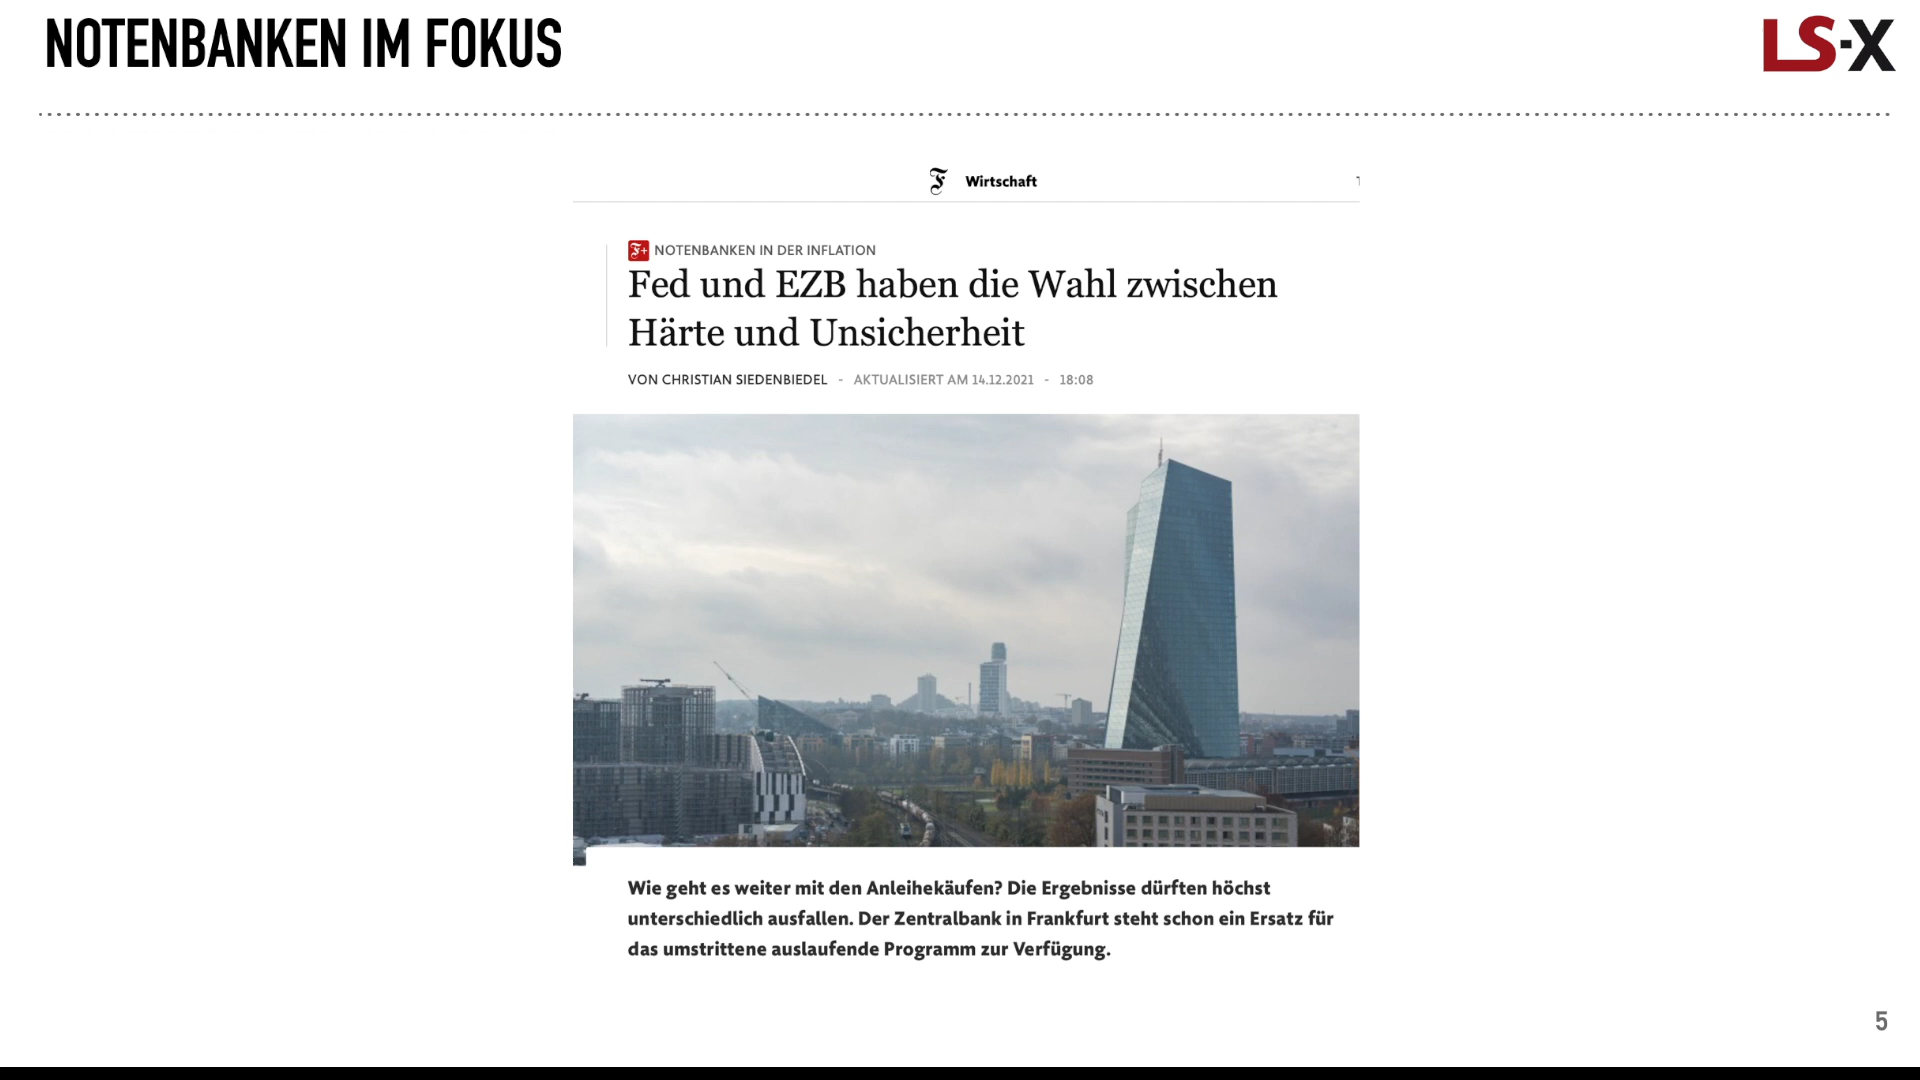 NOTENBANKEN IM FOKUS
LS-X
F Wirtschaft
F+ NOTENBANKEN IN DER INFLATION
Fed und EZB haben die Wahl zwischen
Härte und Unsicherheit
VON CHRISTIAN SIEDENBIEDEL - AKTUALISIERT AM 14.12.2021 - 18:08
Wie geht es weiter mit den Anleihekäufen? Die Ergebnisse dürften höchst
unterschiedlich ausfallen. Der Zentralbank in Frankfurt steht schon ein Ersatz für
das umstrittene auslaufende Programm zur Verfügung.
5